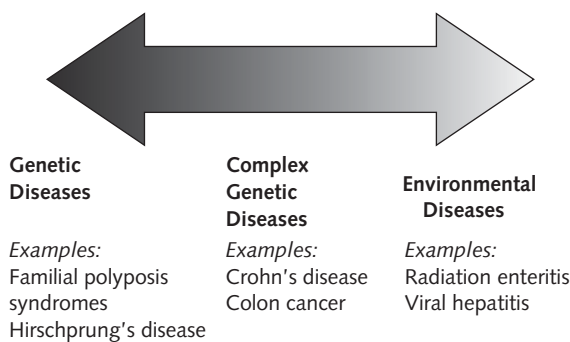 Genetic
Diseases
Examples:
Familial polyposis
syndromes
Hirschprung's disease
Complex
Genetic
Diseases
Examples:
Crohn's disease
Colon cancer
Environmental
Diseases
Examples:
Radiation enteritis
Viral hepatitis